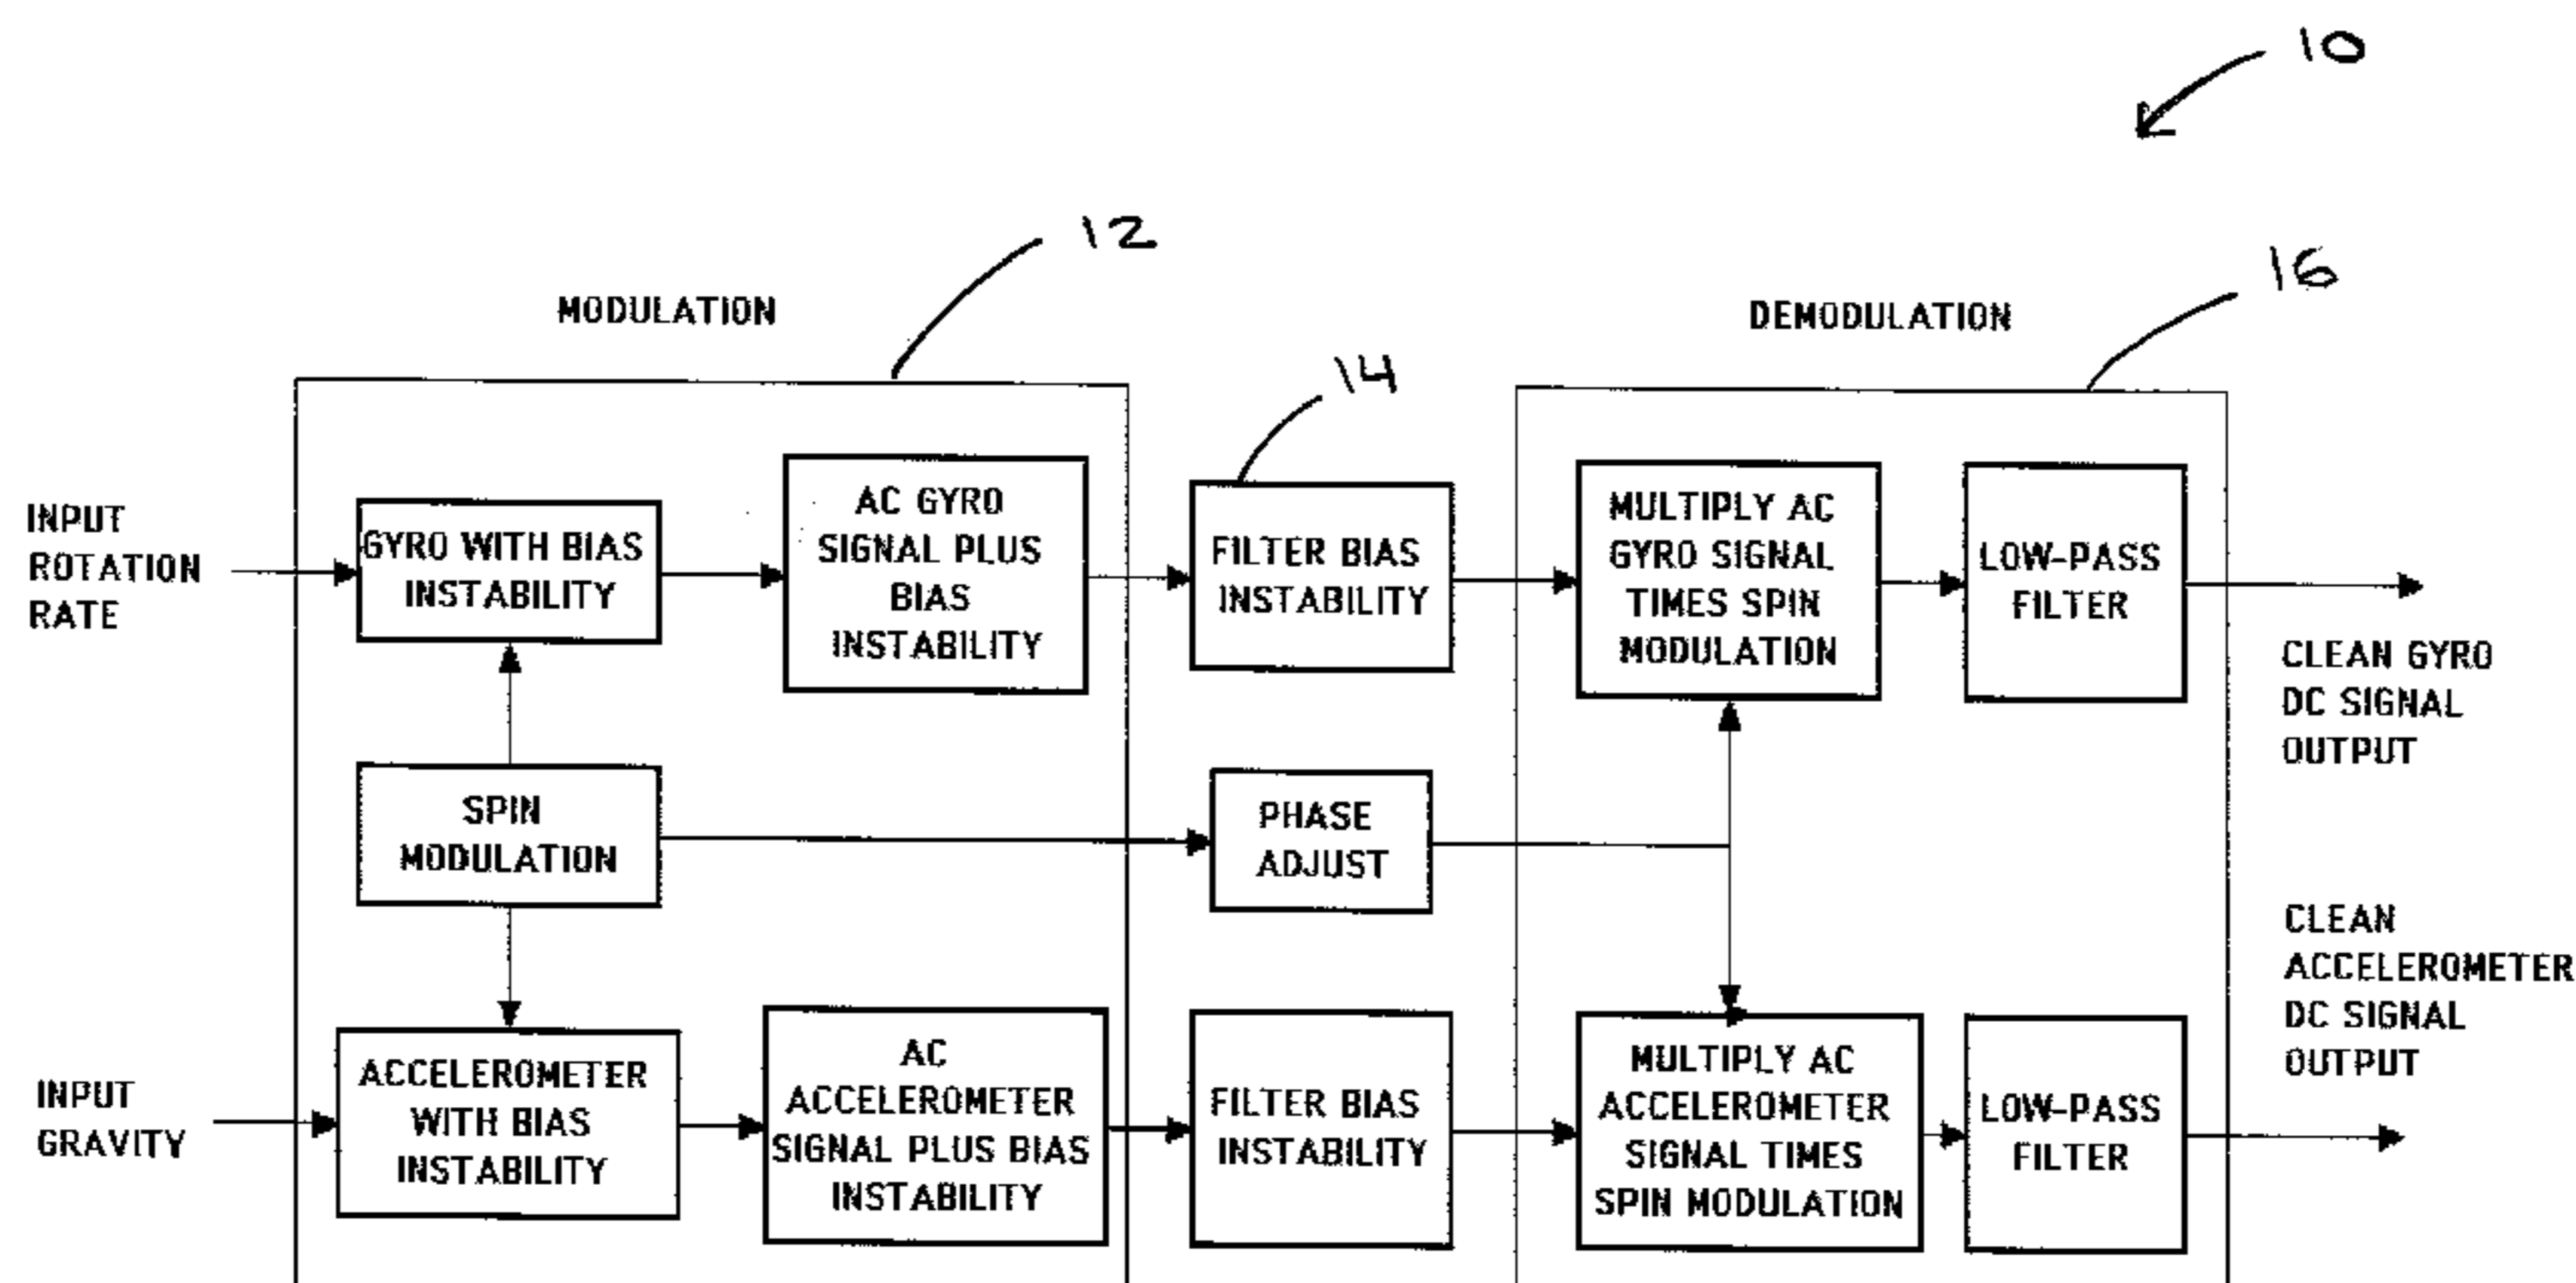 10
12
16
MODULATION
DEMODULATION
14
INPUT
ROTATION
RATE
GYRO WITH BIAS
INSTABILITY
AC GYRO
SIGNAL PLUS
BIAS
INSTABILITY
FILTER BIAS
INSTABILITY
MULTIPLY AC
GYRO SIGNAL
TIMES SPIN
MODULATION
LOW-PASS
FILTER
CLEAN GYRO
DC SIGNAL
OUTPUT
SPIN
MODULATION
PHASE
ADJUST
CLEAN
ACCELEROMETER
DC SIGNAL
OUTPUT
INPUT
GRAVITY
ACCELEROMETER
WITH BIAS
INSTABILITY
AC
ACCELEROMETER
SIGNAL PLUS BIAS
INSTABILITY
FILTER BIAS
INSTABILITY
MULTIPLY AC
ACCELEROMETER
SIGNAL TIMES
SPIN MODULATION
LOW-PASS
FILTER